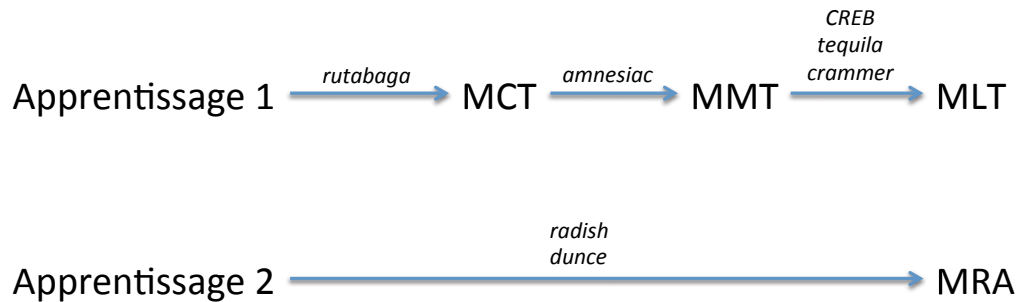 CREB
tequila
rutabaga amnesiac crammer
Apprentissage 1 MCT MMT MLT
radish
dunce
Apprentissage 2 MRA